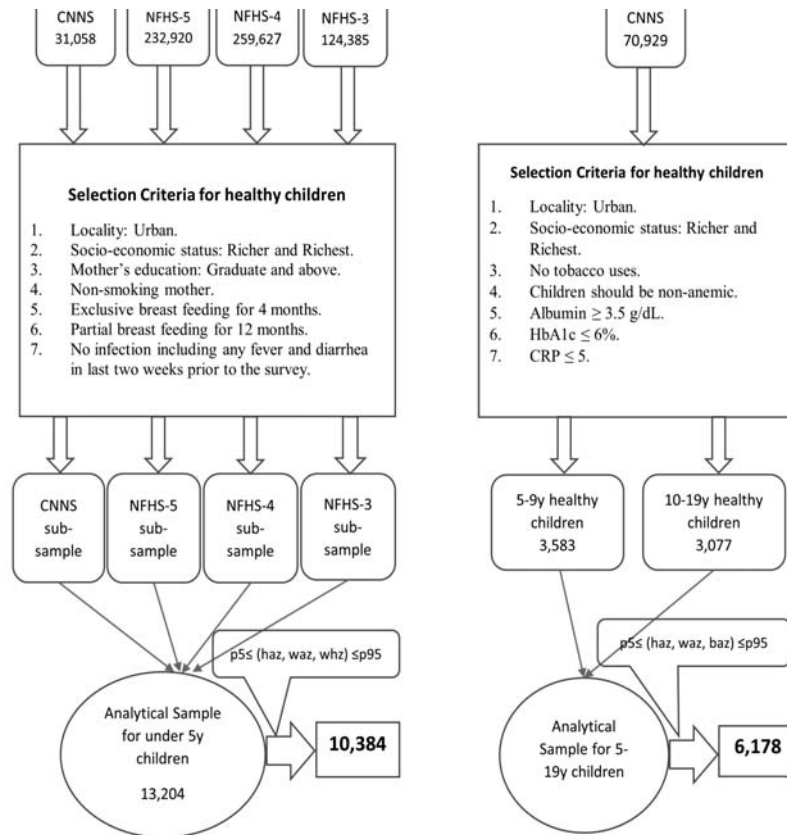 CNNS
31,058
NFHS-5
232,920
NFHS-4
259,627
NFHS-3
124,385
Selection Criteria for healthy children
1. Locality: Urban.
2. Socio-economic status: Richer and Richest.
3. Mother's education: Graduate and above.
4. Non-smoking mother.
5. Exclusive breast feeding for 4 months.
6. Partial breast feeding for 12 months.
7. No infection including any fever and diarrhea
in last two weeks prior to the survey.
CNNS
sub-
sample
NFHS-5
sub-
sample
NFHS-4
sub-
sample
NFHS-3
sub-
sample
p5≤ (haz, waz, whz) ≤p95
Analytical Sample
for under 5y
children
13,204
10,384
CNNS
70,929
Selection Criteria for healthy children
1. Locality: Urban.
2. Socio-economic status: Richer and
Richest.
3. No tobacco uses.
4. Children should be non-anemic.
5. Albumin ≥ 3.5 g/dL.
6. HbA1c ≤ 6%.
7. CRP ≤ 5.
5-9y healthy
children
3,583
10-19y healthy
children
3,077
p5≤ (haz, waz, baz) ≤p95
Analytical
Sample for 5-
19y children
6,178